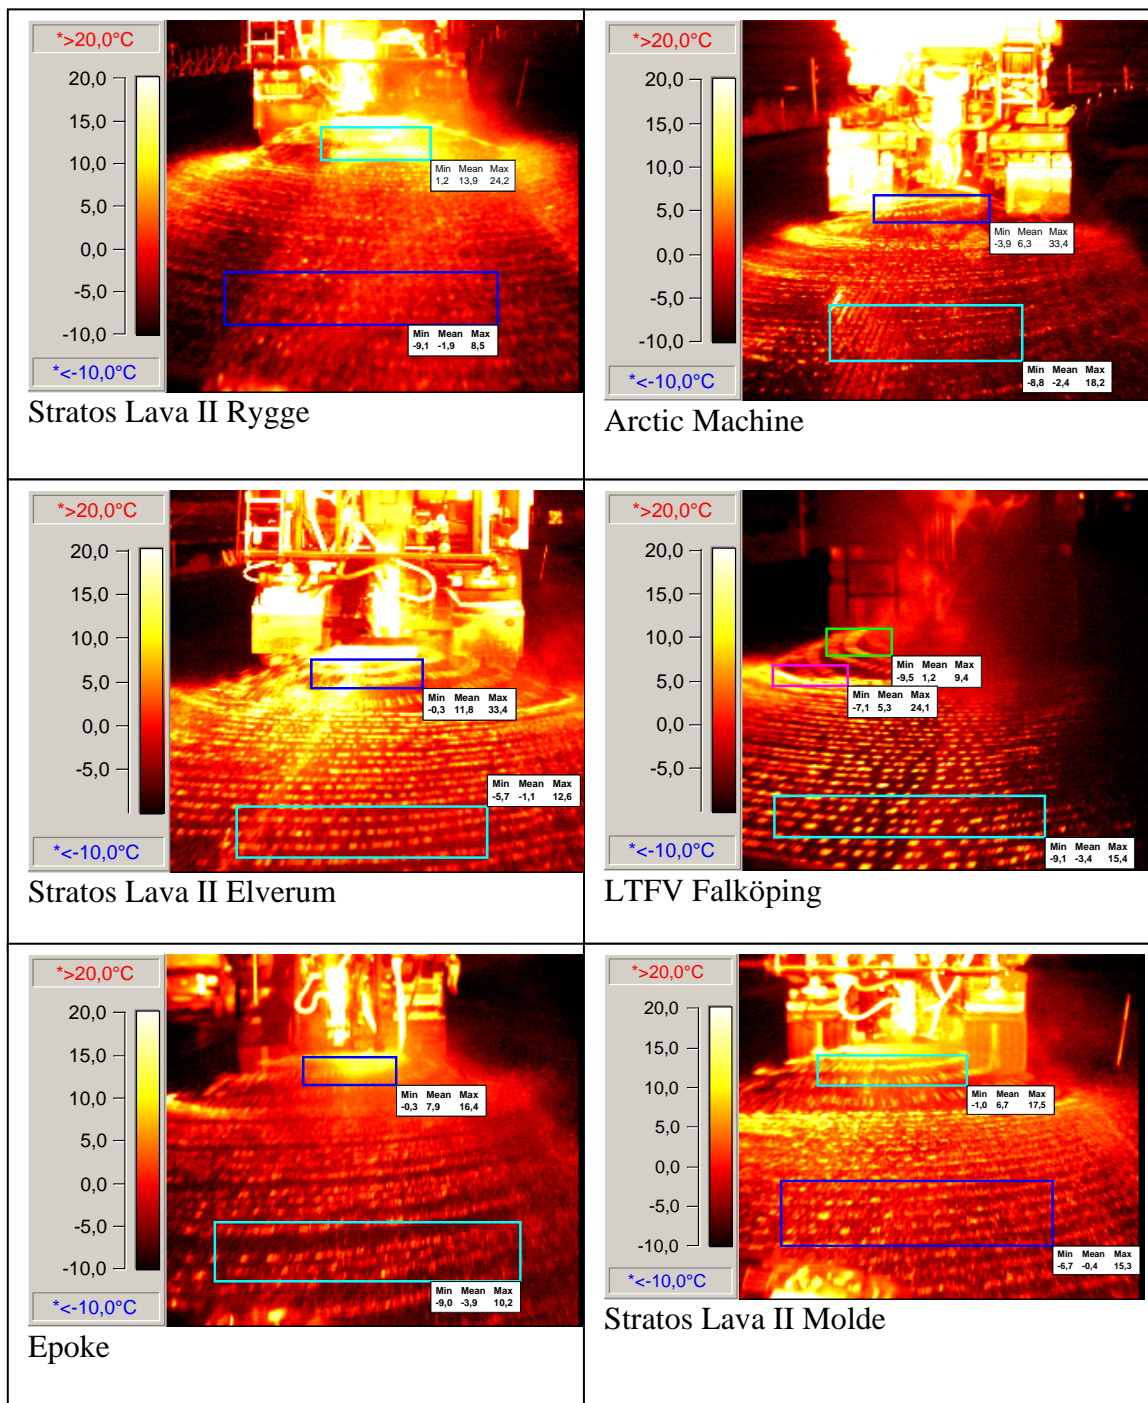 *>20,0°C
20,0
15,0
10,0
5,0
0,0
-5,0
-10,0
*<-10,0°C
Min Mean Max
1,2 13,9 24,2
Min Mean Max
-9,1 -1,9 8,5
Stratos Lava II Rygge
*>20,0°C
20,0
15,0
10,0
5,0
0,0
-5,0
-10,0
*<-10,0°C
Min Mean Max
-3,9 6,3 33,4
Min Mean Max
-8,8 -2,4 18,2
Arctic Machine
*>20,0°C
20,0
15,0
10,0
5,0
0,0
-5,0
*<-10,0°C
Min Mean Max
-0,3 11,8 33,4
Min Mean Max
-5,7 -1,1 12,6
Stratos Lava II Elverum
*>20,0°C
20,0
15,0
10,0
5,0
0,0
-5,0
*<-10,0°C
Min Mean Max
-9,5 1,2 9,4
Min Mean Max
-7,1 5,3 24,1
Min Mean Max
-9,1 -3,4 15,4
LTFV Falköping
*>20,0°C
20,0
15,0
10,0
5,0
0,0
-5,0
-10,0
*<-10,0°C
Min Mean Max
-0,3 7,9 16,4
Min Mean Max
-9,0 -3,9 10,2
Epoke
*>20,0°C
20,0
15,0
10,0
5,0
0,0
-5,0
-10,0
*<-10,0°C
Min Mean Max
-1,0 6,7 17,5
Min Mean Max
-6,7 -0,4 15,3
Stratos Lava II Molde